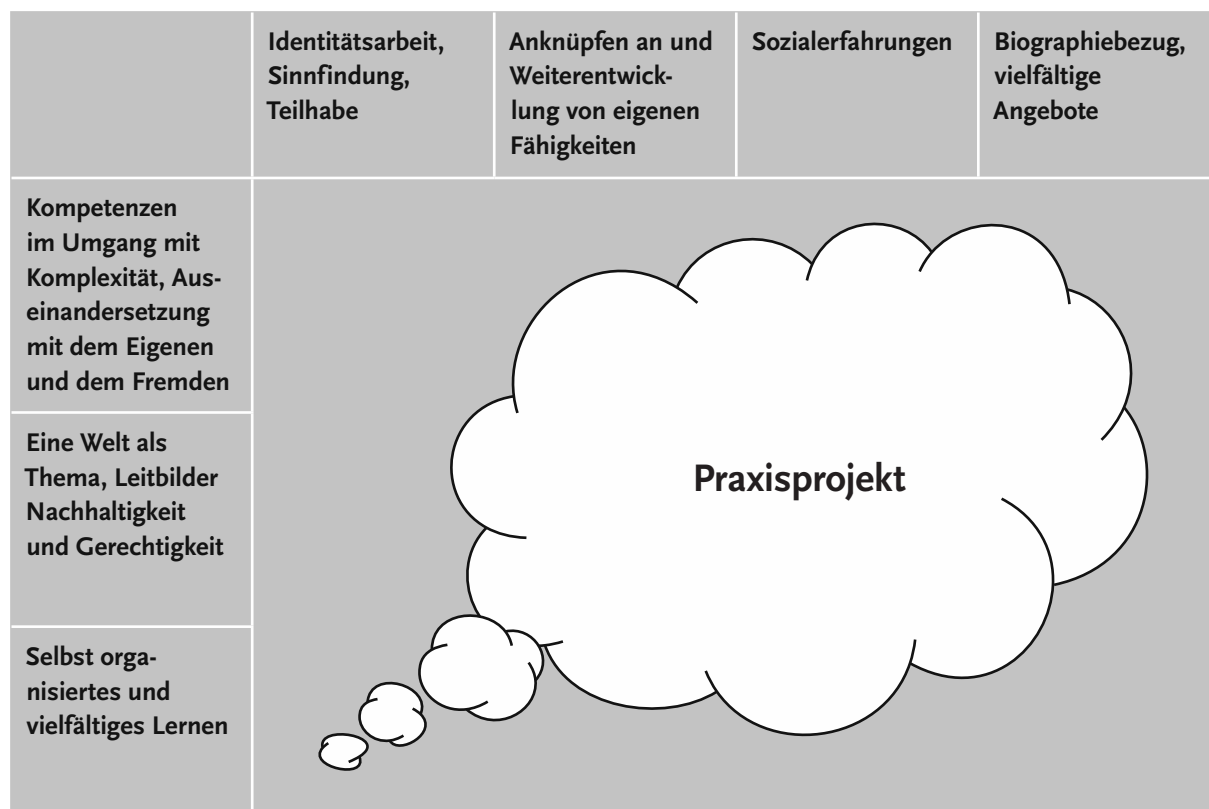 Identitätsarbeit,
Sinnfindung,
Teilhabe
Anknüpfen an und
Weiterentwick-
lung von eigenen
Fähigkeiten
Sozialerfahrungen
Biographiebezug,
vielfältige
Angebote
Kompetenzen
im Umgang mit
Komplexität, Aus-
einandersetzung
mit dem Eigenen
und dem Fremden
Eine Welt als
Thema, Leitbilder
Nachhaltigkeit
und Gerechtigkeit
Selbst orga-
nisiertes und
vielfältiges Lernen
Praxisprojekt